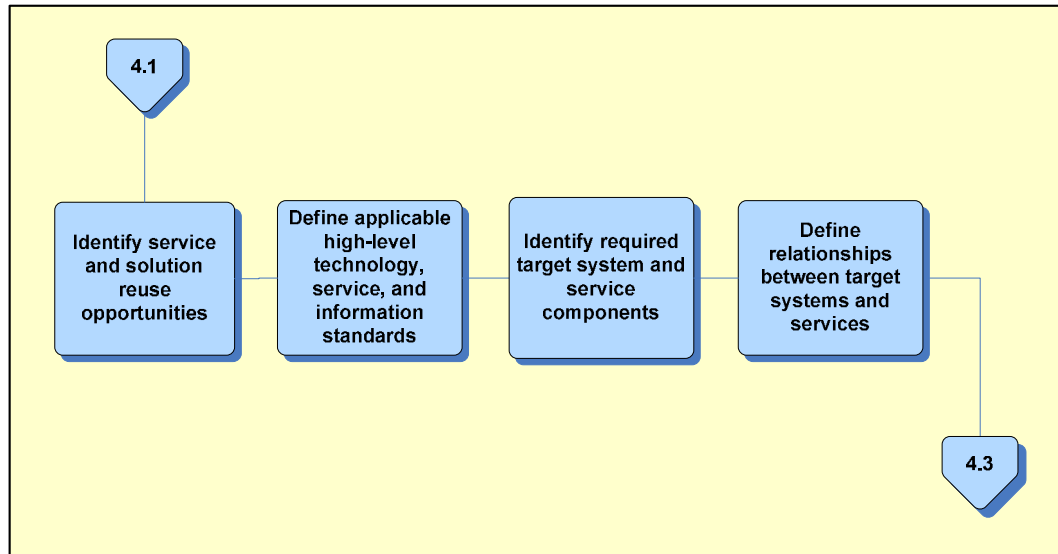 4.1
Identify service
and solution
reuse
opportunities
Define applicable
high-level
technology,
service, and
information
standards
Identify required
target system and
service
components
Define
relationships
between target
systems and
services
4.3